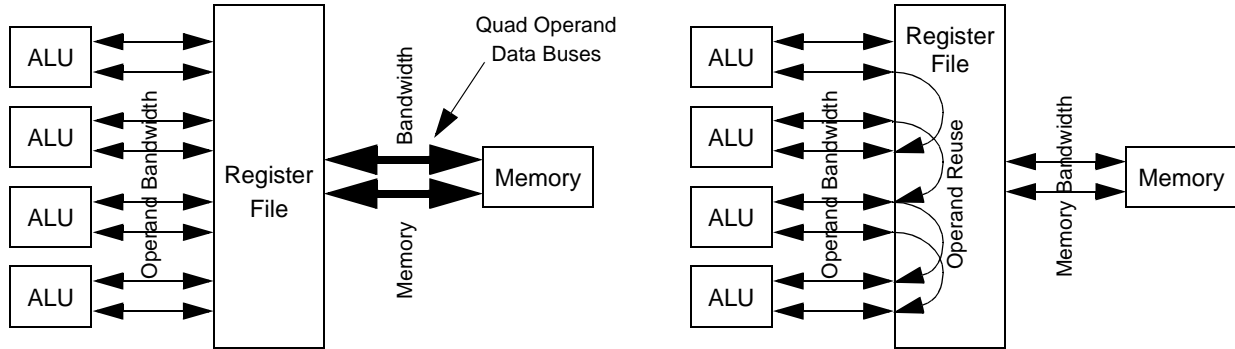 ALU
ALU
ALU
ALU
Operand Bandwidth
Register
File
Quad Operand
Data Buses
Bandwidth
Memory
Memory
ALU
ALU
ALU
ALU
Operand Bandwidth
Register
File
Operand Reuse
Memory Bandwidth
Memory